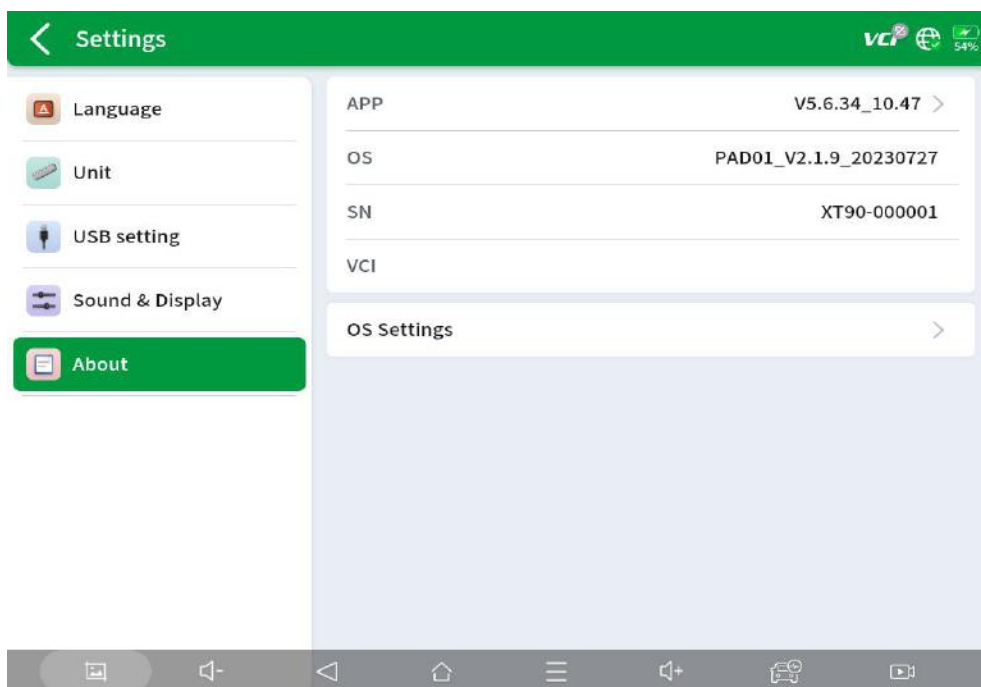 Settings
VCI
54%
Language
Unit
USB setting
Sound & Display
About
APP V5.6.34_10.47
OS PAD01_V2.1.9_20230727
SN XT90-000001
VCI
OS Settings